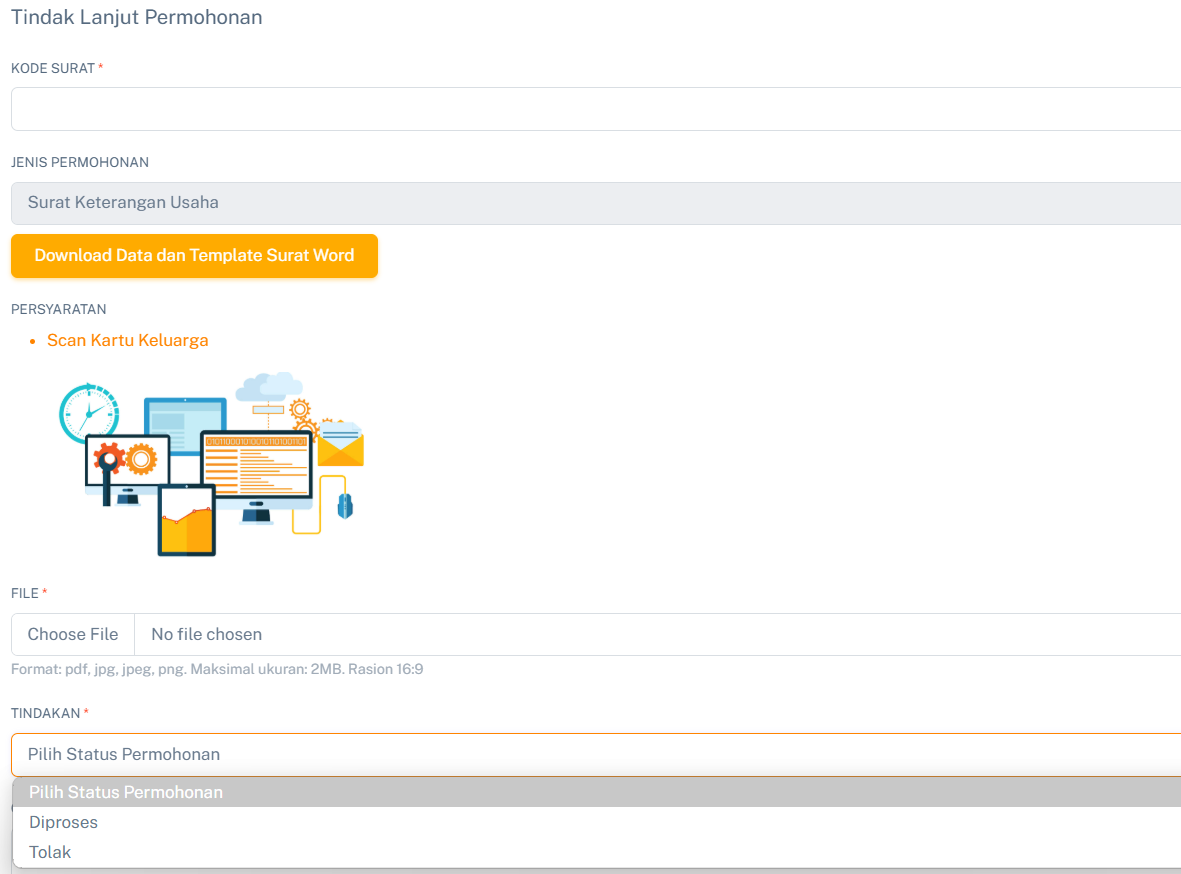 Tindak Lanjut Permohonan
KODE SURAT *
JENIS PERMOHONAN
Surat Keterangan Usaha
Download Data dan Template Surat Word
PERSYARATAN
• Scan Kartu Keluarga
FILE *
Choose File No file chosen
Format: pdf, jpg, jpeg, png. Maksimal ukuran: 2MB. Rasion 16:9
TINDAKAN *
Pilih Status Permohonan
Pilih Status Permohonan
Diproses
Tolak